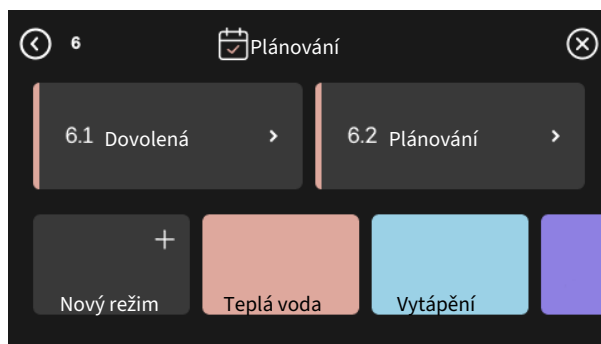 6 Plánování
6.1 Dovolená 6.2 Plánování
Nový režim Teplá voda Vytápění